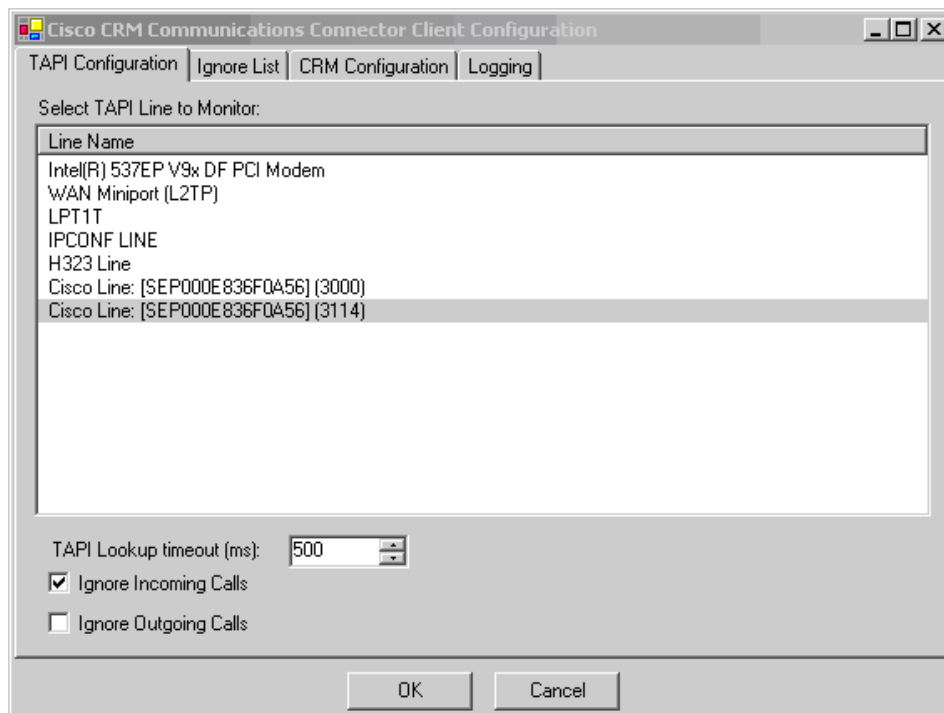 Cisco CRM Communications Connector Client Configuration
TAPI Configuration Ignore List CRM Configuration Logging
Select TAPI Line to Monitor:
Line Name
Intel(R) 537EP V9x DF PCI Modem
WAN Miniport (L2TP)
LPT1T
IPCONF LINE
H323 Line
Cisco Line: [SEP000E836F0A56] (3000)
Cisco Line: [SEP000E836F0A56] (3114)
TAPI Lookup timeout (ms): 500
Ignore Incoming Calls
Ignore Outgoing Calls
OK Cancel